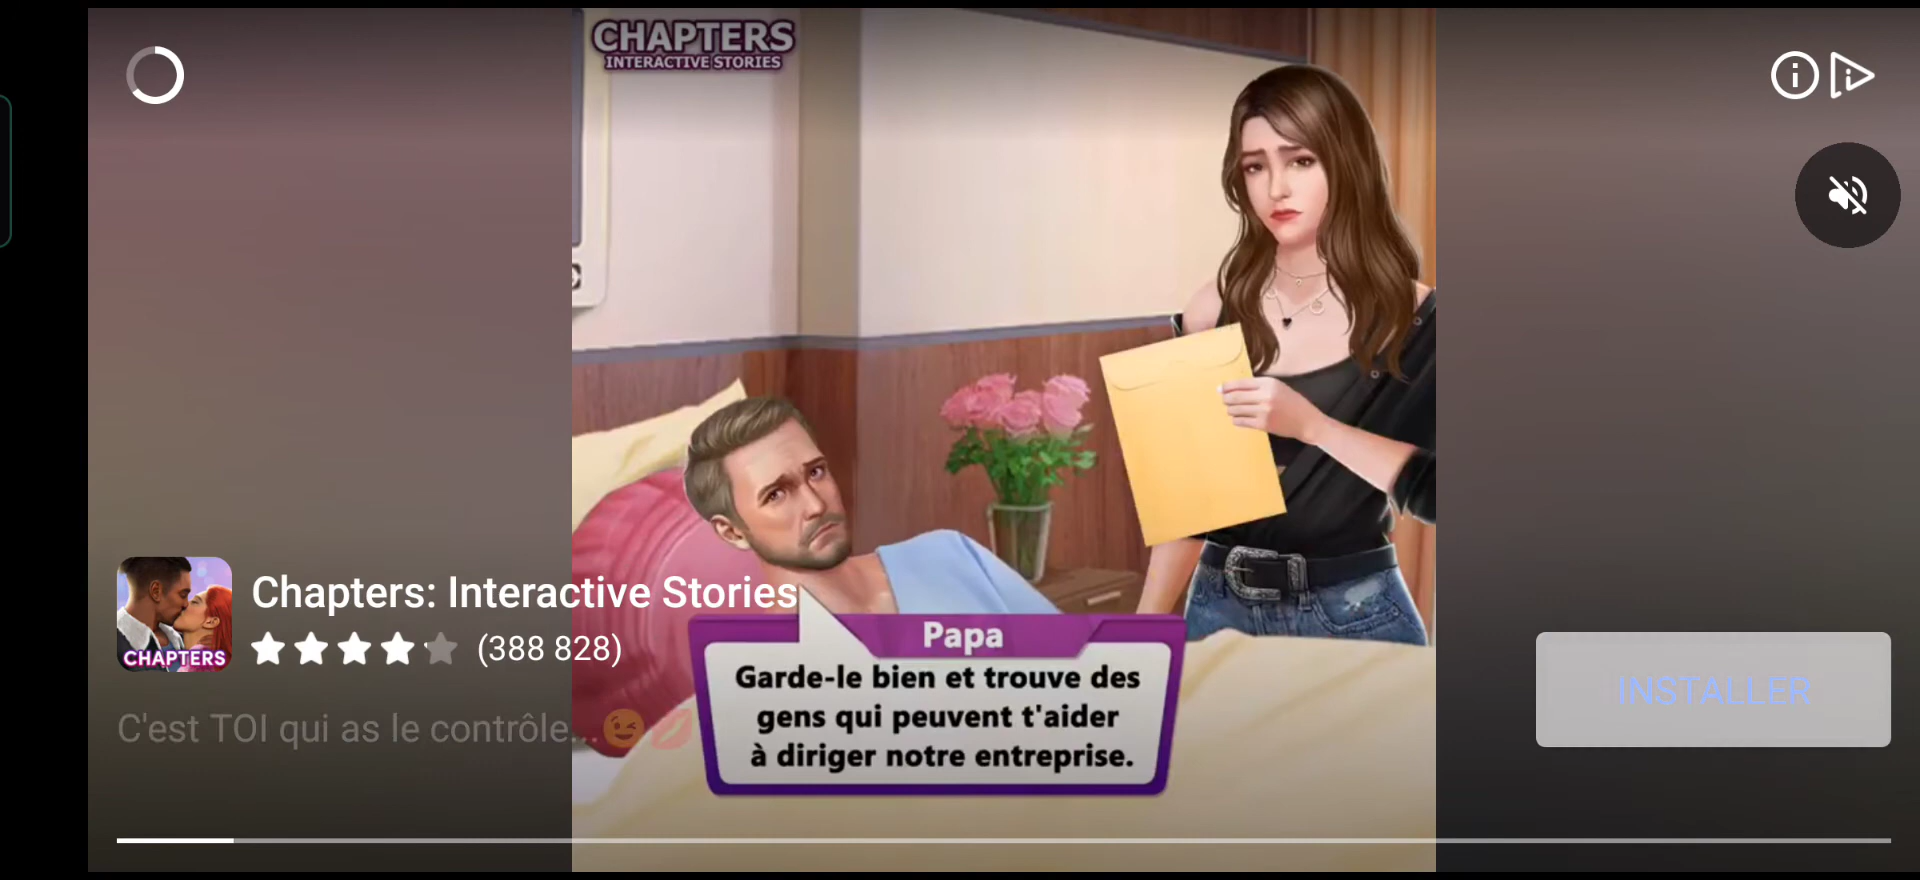 CHAPTERS
INTERACTIVE STORIES
Chapters: Interactive Stories
(388 828)
CHAPTERS
C'est TOI qui as le contrôle...😉💋
Papa
Garde-le bien et trouve des
gens qui peuvent t'aider
à diriger notre entreprise.
INSTALLER